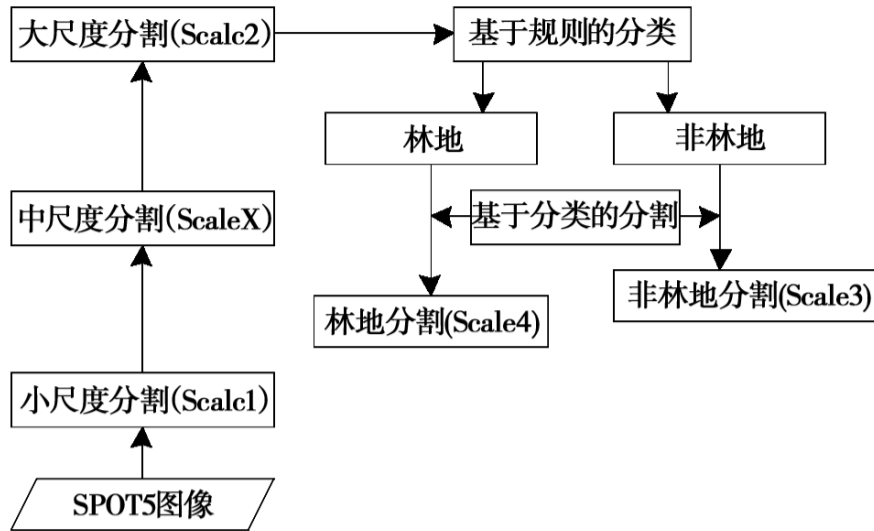 大尺度分割(Scalc2)
基于规则的分类
林地
非林地
中尺度分割(ScaleX)
基于分类的分割
林地分割(Scale4)
非林地分割(Scale3)
小尺度分割(Scalc1)
SPOT5图像